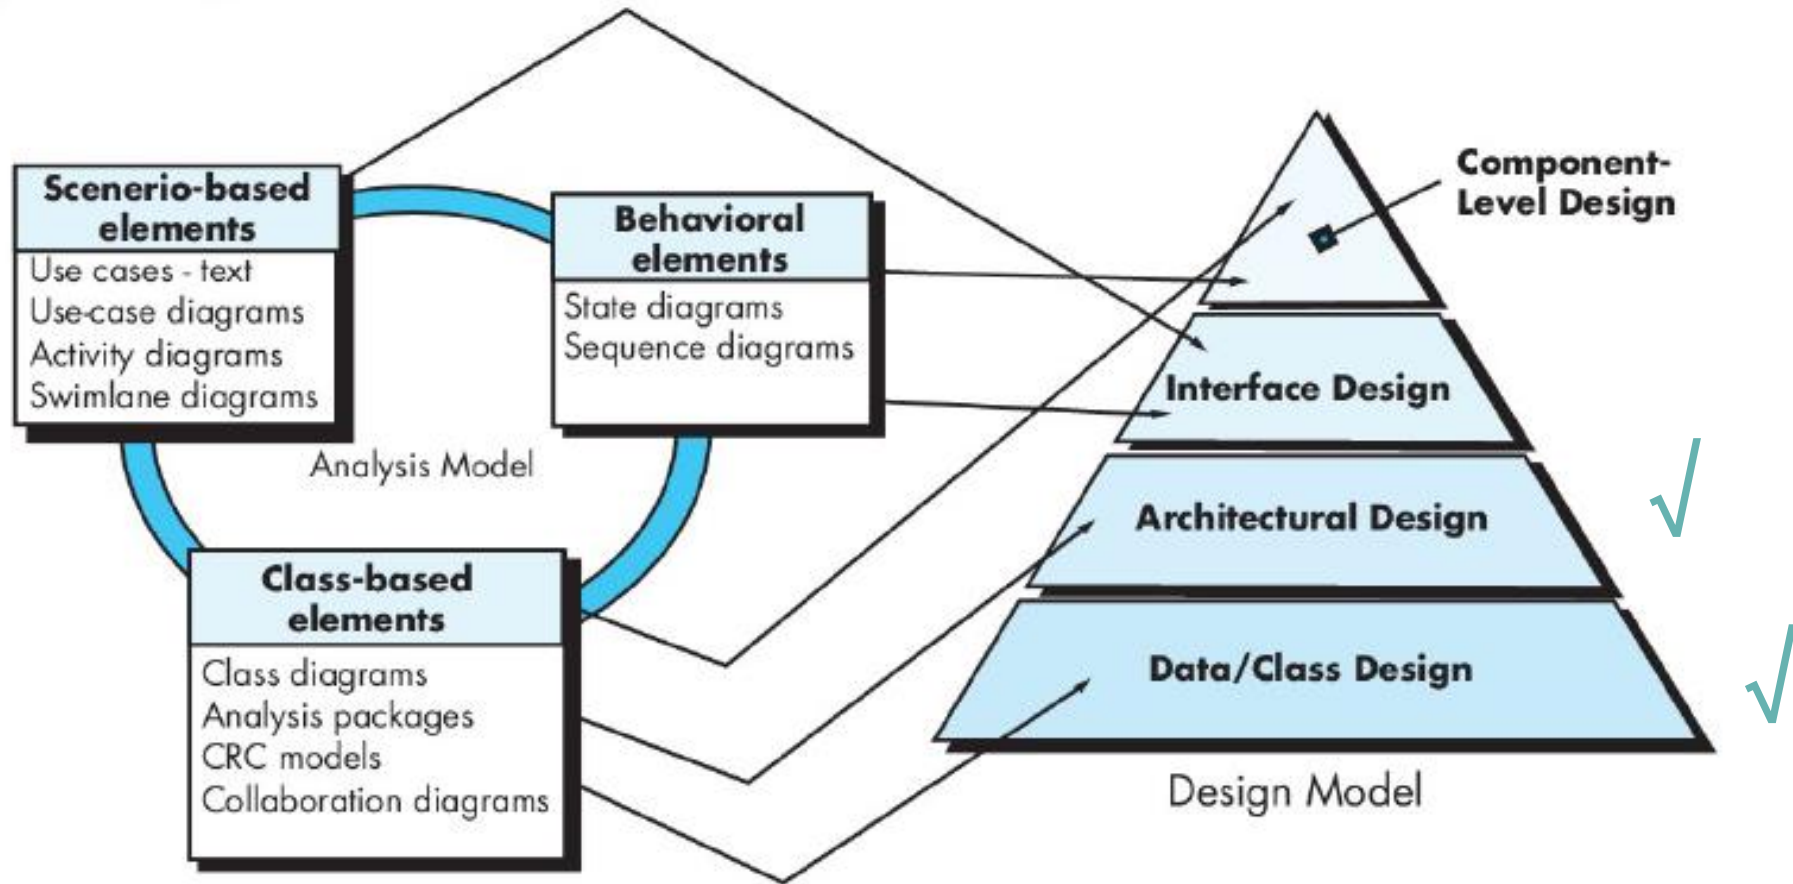 Scenerio-based
elements
Use cases - text
Use-case diagrams
Activity diagrams
Swimlane diagrams
Behavioral
elements
State diagrams
Sequence diagrams
Analysis Model
Class-based
elements
Class diagrams
Analysis packages
CRC models
Collaboration diagrams
Component-
Level Design
Interface Design
Architectural Design
√
Data/Class Design
√
Design Model